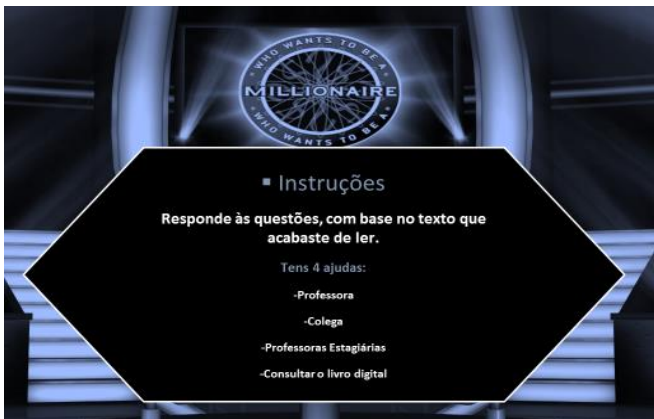 WHO WANTS TO BE A
MILLIONAIRE
WHO WANTS TO BE A
▪ Instruções
Responde às questões, com base no texto que
acabaste de ler.
Tens 4 ajudas:
-Professora
-Colega
-Professoras Estagiárias
-Consultar o livro digital